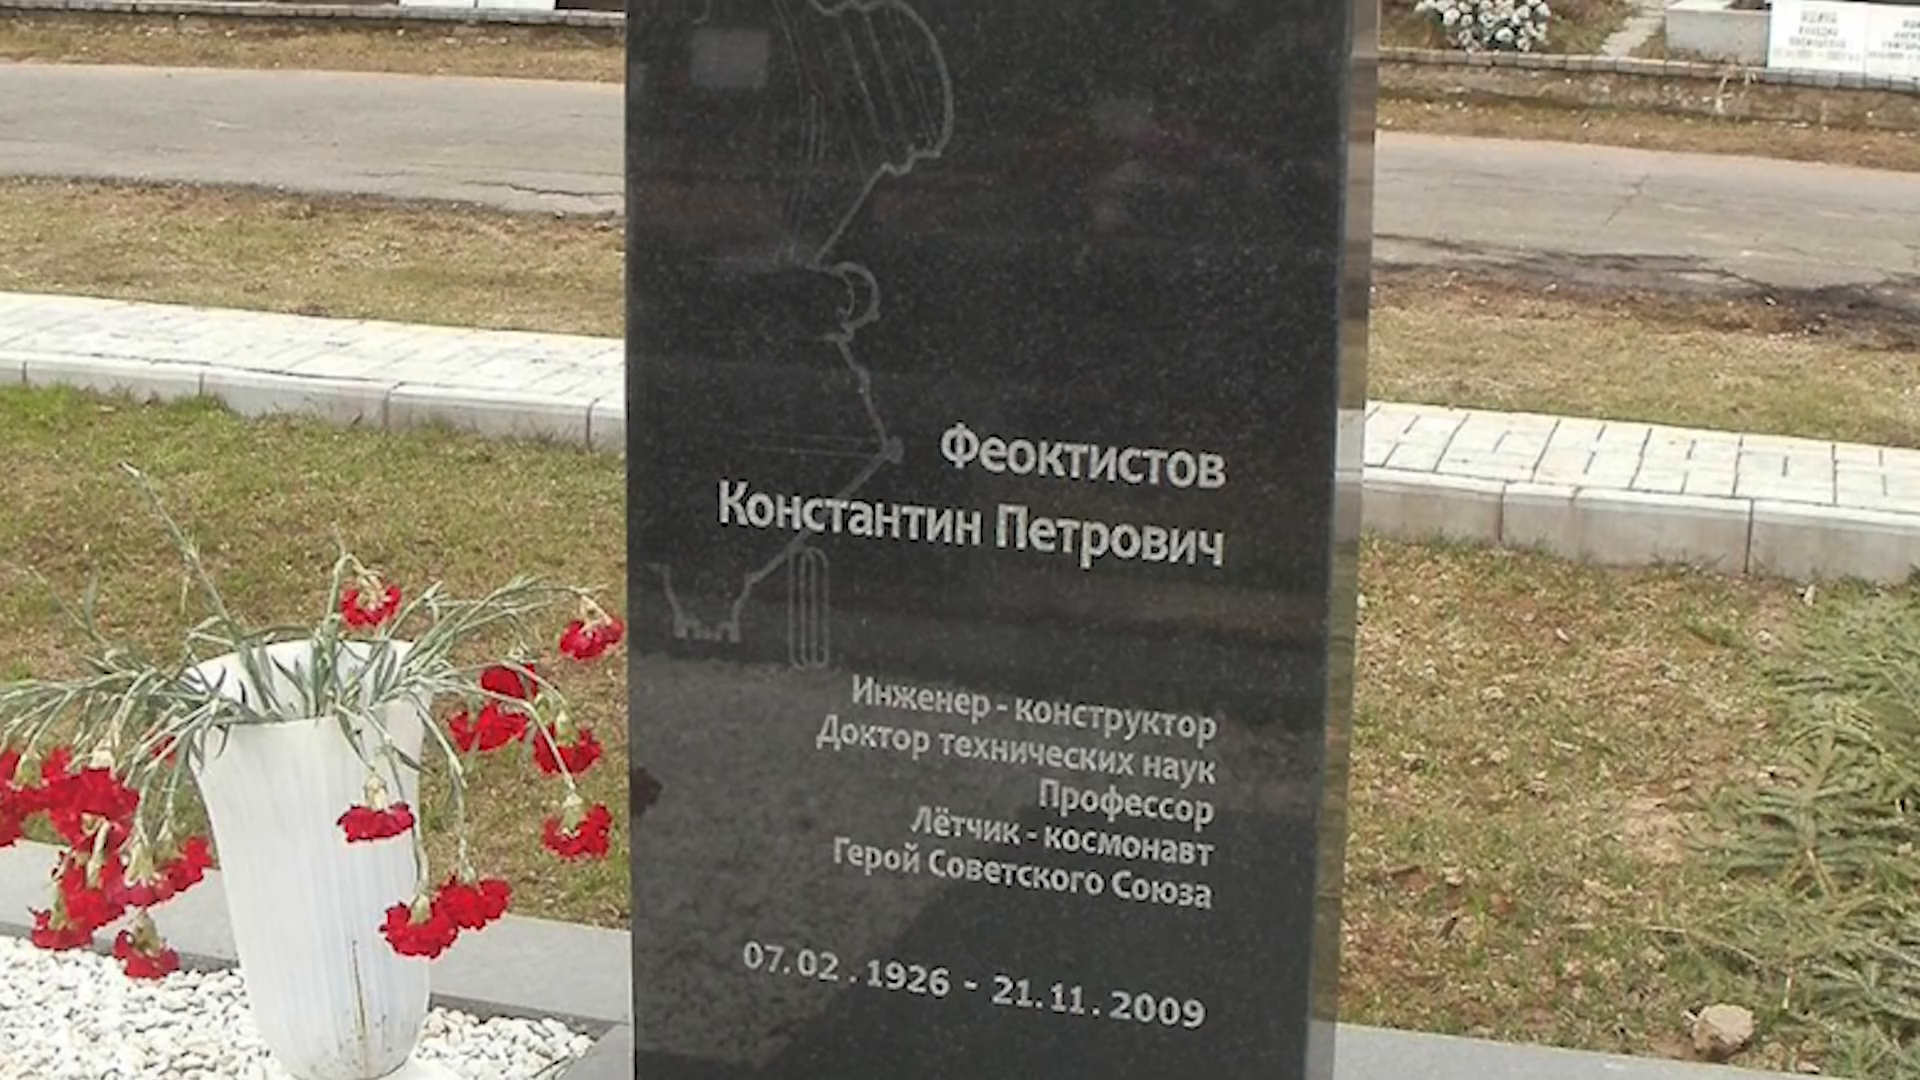 Феоктистов
Константин Петрович
Инженер - конструктор
Доктор технических наук
Профессор
Лётчик - космонавт
Герой Советского Союза
07.02.1926 - 21.11.2009